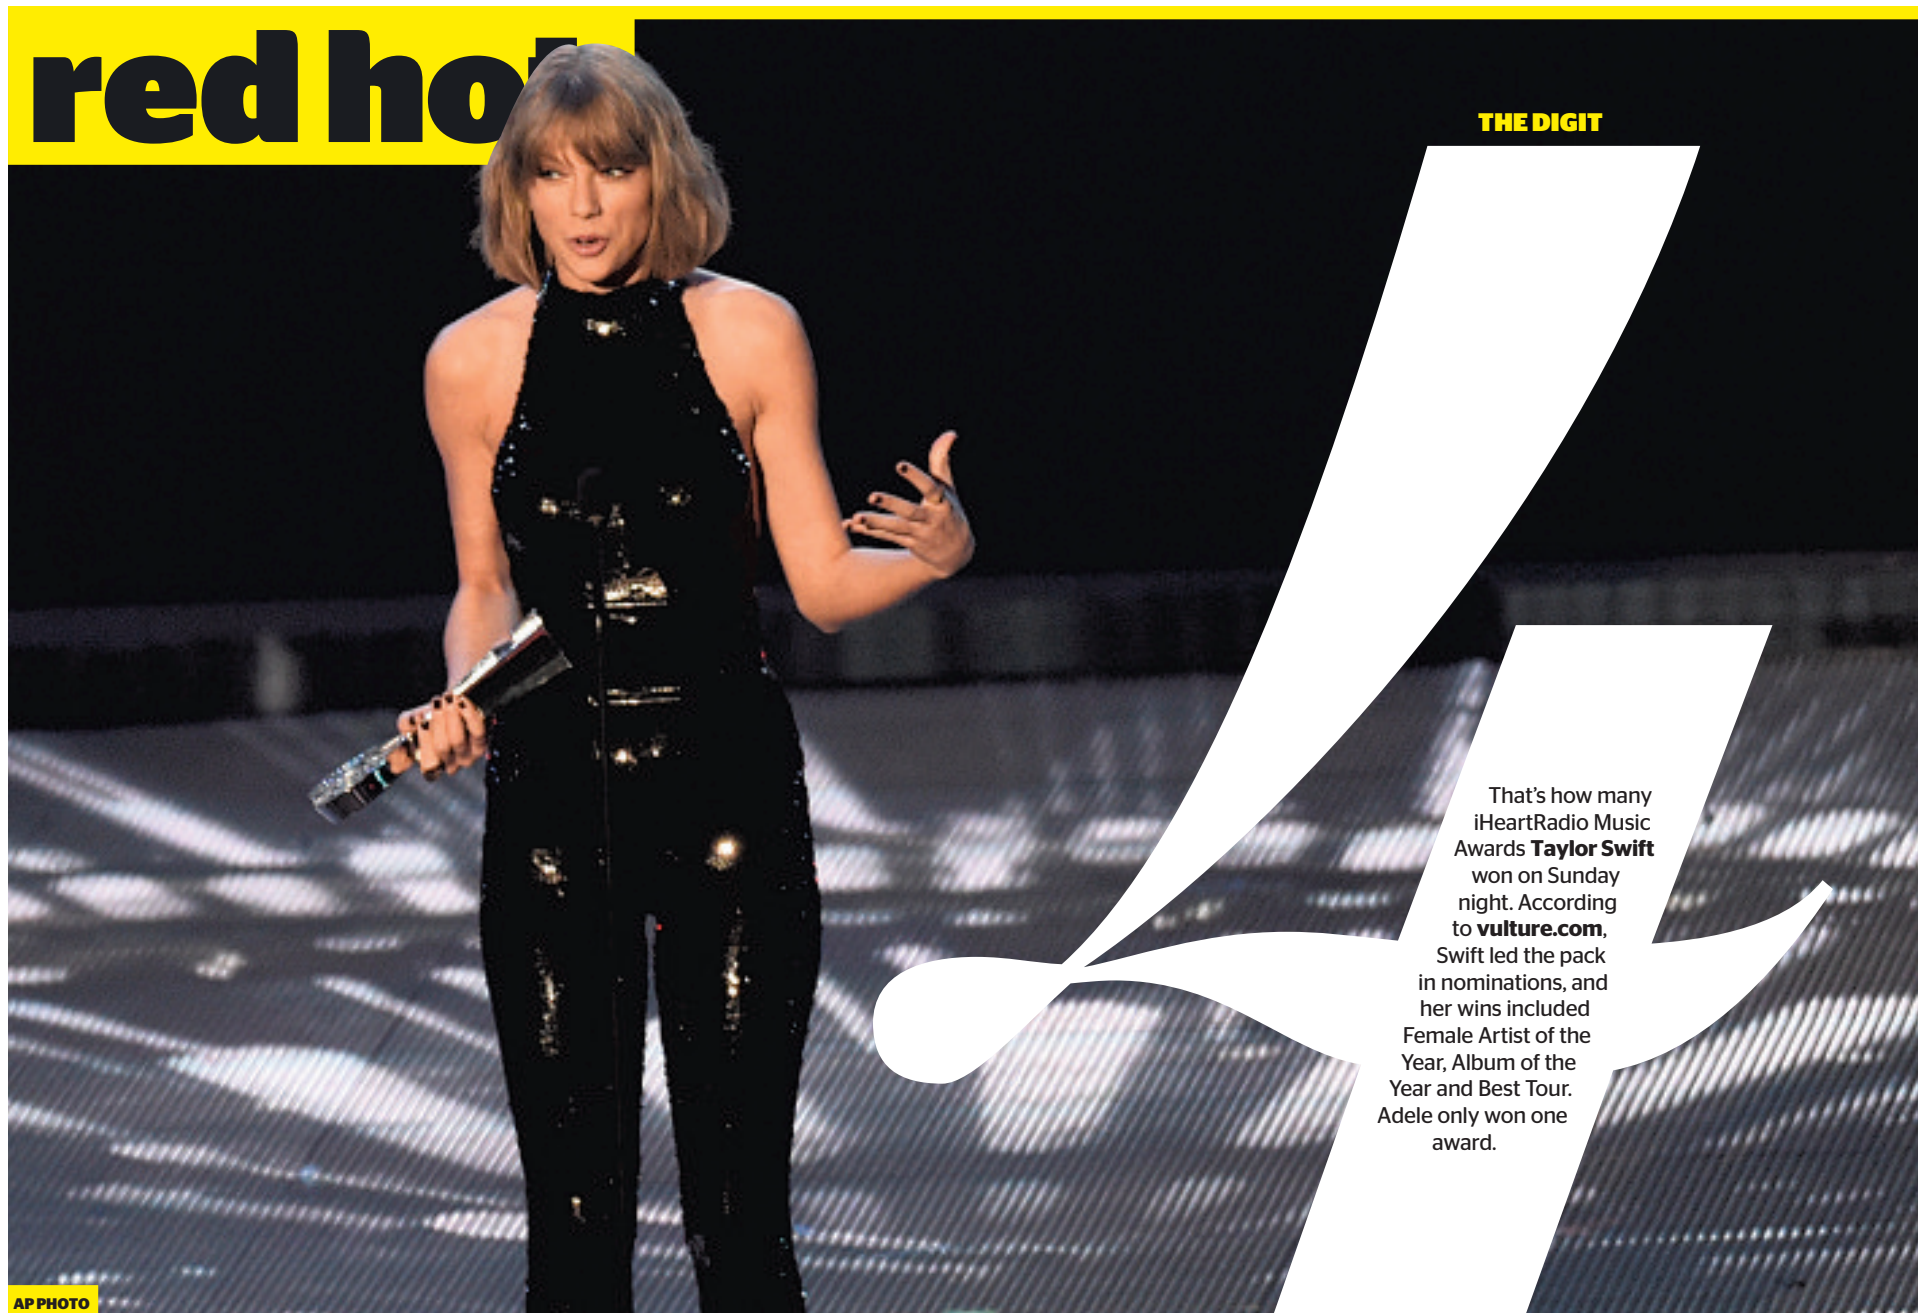 red hot
THE DIGIT
4
That's how many
iHeartRadio Music
Awards Taylor Swift
won on Sunday
night. According
to vulture.com,
Swift led the pack
in nominations, and
her wins included
Female Artist of the
Year, Album of the
Year and Best Tour.
Adele only won one
award.
AP PHOTO